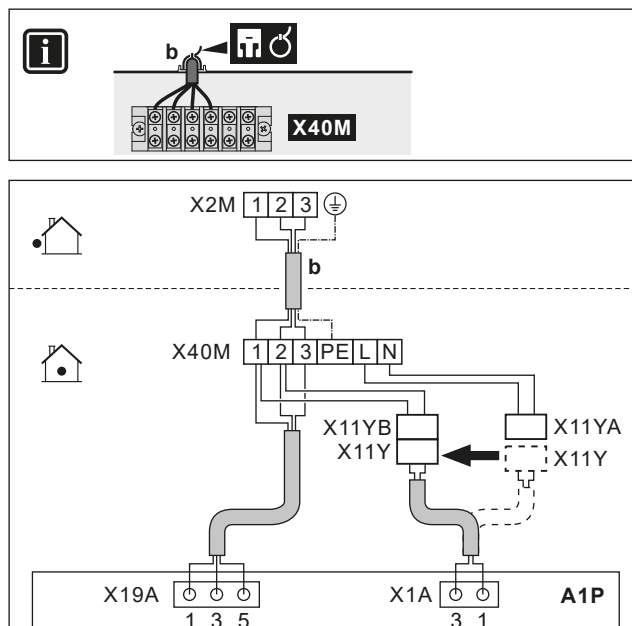 i
b
X40M
X2M 1 2 3
b
X40M 1 2 3 PE L N
X11YB X11YA
X11Y X11Y
X19A X1A A1P
1 3 5 3 1